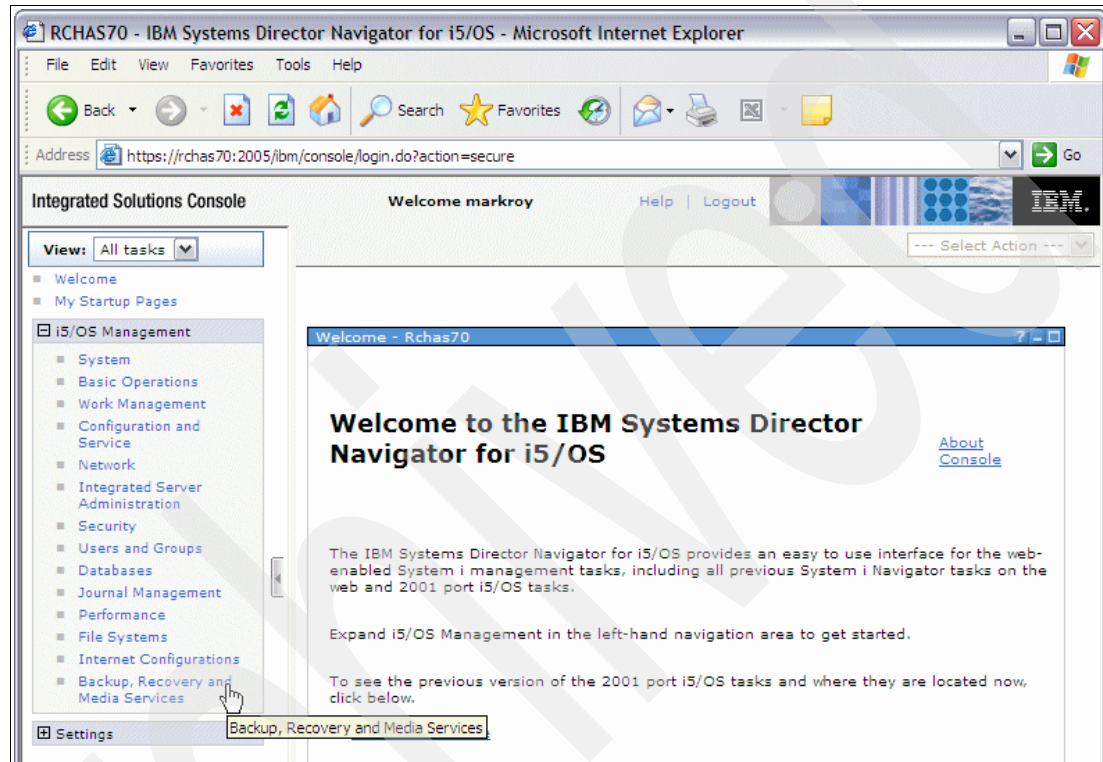 RCHAS70 - IBM Systems Director Navigator for i5/OS - Microsoft Internet Explorer
File Edit View Favorites Tools Help
Back Search Favorites
Address https://rchas70:2005/ibm/console/login.do?action=secure Go
Integrated Solutions Console Welcome markroy Help | Logout IBM.
View: All tasks --- Select Action ---
Welcome
My Startup Pages
i5/OS Management
System
Basic Operations
Work Management
Configuration and
Service
Network
Integrated Server
Administration
Security
Users and Groups
Databases
Journal Management
Performance
File Systems
Internet Configurations
Backup, Recovery and
Media Services
Backup, Recovery and Media Services
Settings
Welcome - Rchas70
Welcome to the IBM Systems Director
Navigator for i5/OS
About
Console
The IBM Systems Director Navigator for i5/OS provides an easy to use interface for the web-
enabled System i management tasks, including all previous System i Navigator tasks on the
web and 2001 port i5/OS tasks.
Expand i5/OS Management in the left-hand navigation area to get started.
To see the previous version of the 2001 port i5/OS tasks and where they are located now,
click below.